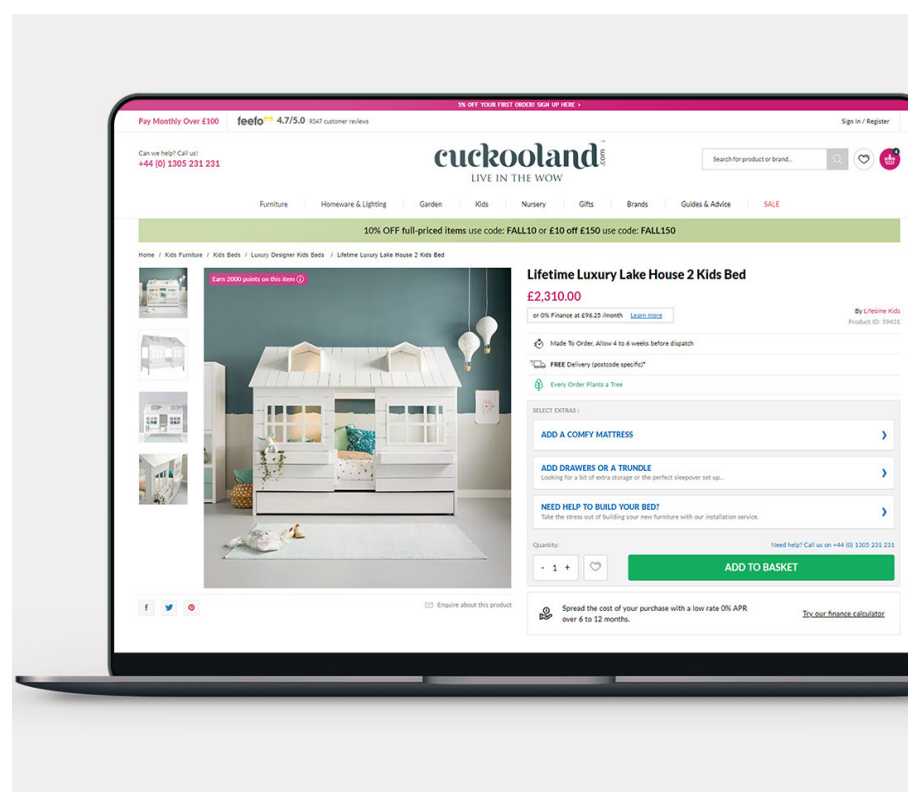 5% OFF YOUR FIRST ORDER! SIGN UP HERE >
Pay Monthly Over £100 feefo 4.7/5.0 9347 customer reviews Sign In / Register
Can we help? Call us!
+44 (0) 1305 231 231
cuckooland.com
LIVE IN THE WOW
Search for product or brand...
Furniture Homeware & Lighting Garden Kids Nursery Gifts Brands Guides & Advice SALE
10% OFF full-priced items use code: FALL10 or £10 off £150 use code: FALL150
Home / Kids Furniture / Kids Beds / Luxury Designer Kids Beds / Lifetime Luxury Lake House 2 Kids Bed
Earn 2000 points on this item
Lifetime Luxury Lake House 2 Kids Bed
£2,310.00
or 0% Finance at £96.25 /month Learn more
By Lifetime Kids
Product ID: 59431
Made To Order, Allow 4 to 6 weeks before dispatch
FREE Delivery (postcode specific)*
Every Order Plants a Tree
SELECT EXTRAS :
ADD A COMFY MATTRESS
ADD DRAWERS OR A TRUNDLE
Looking for a bit of extra storage or the perfect sleepover set up...
NEED HELP TO BUILD YOUR BED?
Take the stress out of building your new furniture with our installation service.
Quantity: Need help? Call us on +44 (0) 1305 231 231
- 1 + ADD TO BASKET
Enquire about this product
Spread the cost of your purchase with a low rate 0% APR
over 6 to 12 months.
Try our finance calculator